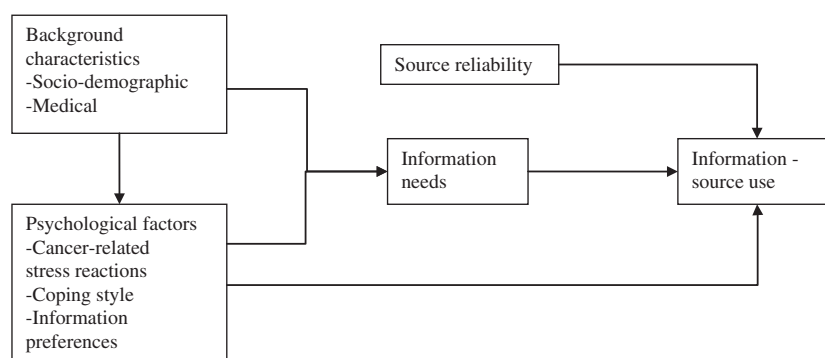 Background
characteristics
-Socio-demographic
-Medical
Source reliability
Information
needs
Information -
source use
Psychological factors
-Cancer-related
stress reactions
-Coping style
-Information
preferences